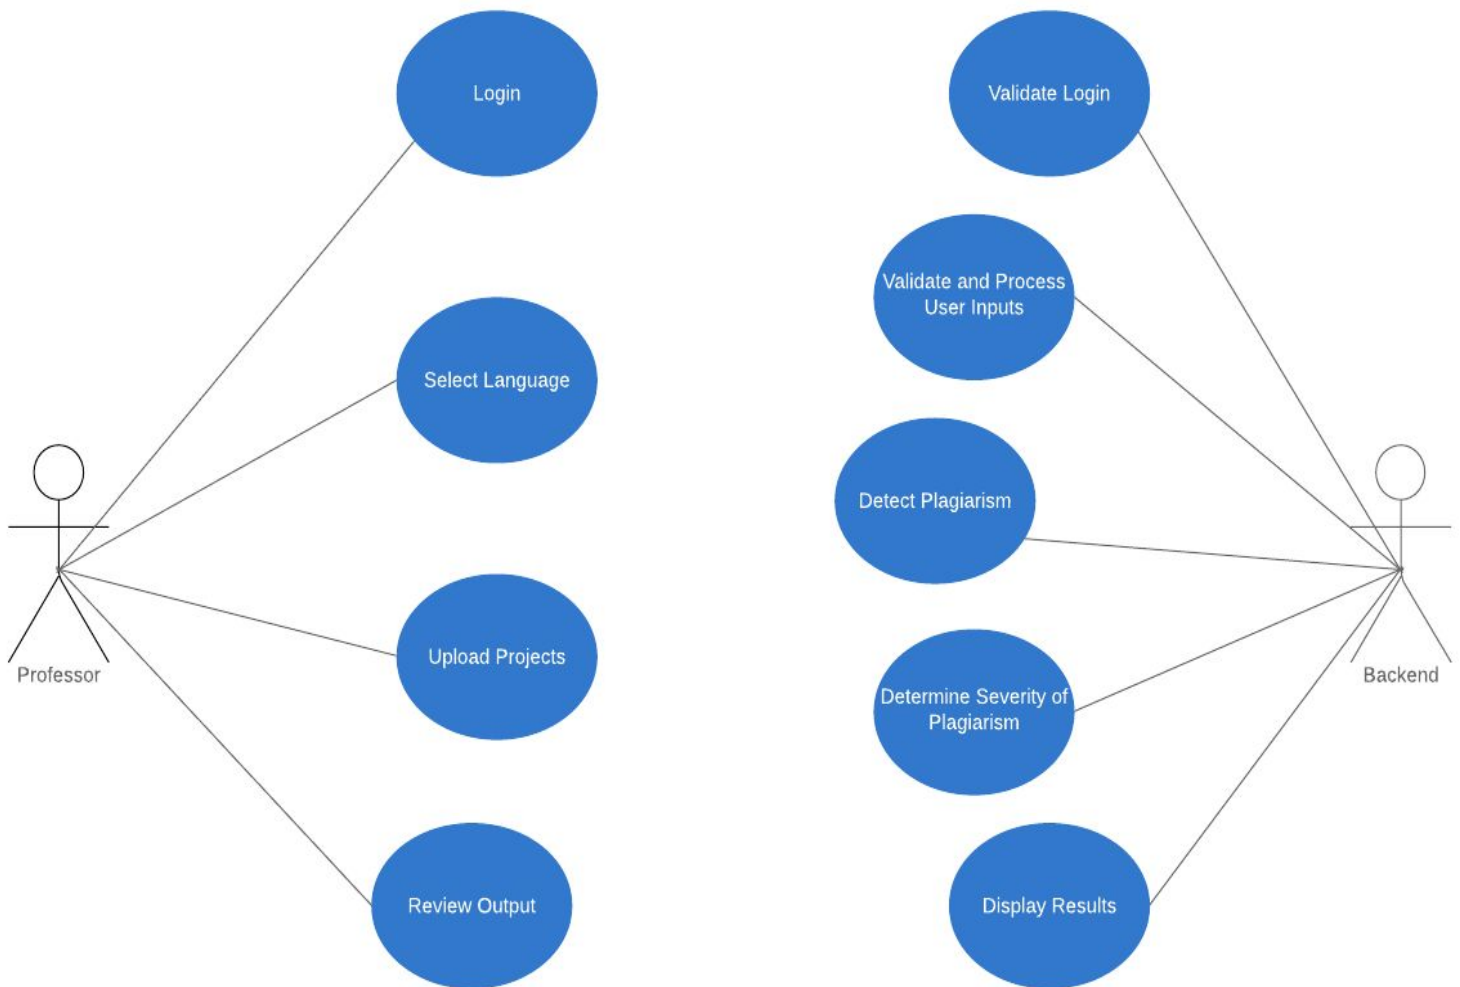 Login
Validate Login
Validate and Process
User Inputs
Select Language
Detect Plagiarism
Upload Projects
Professor
Backend
Determine Severity of
Plagiarism
Review Output
Display Results